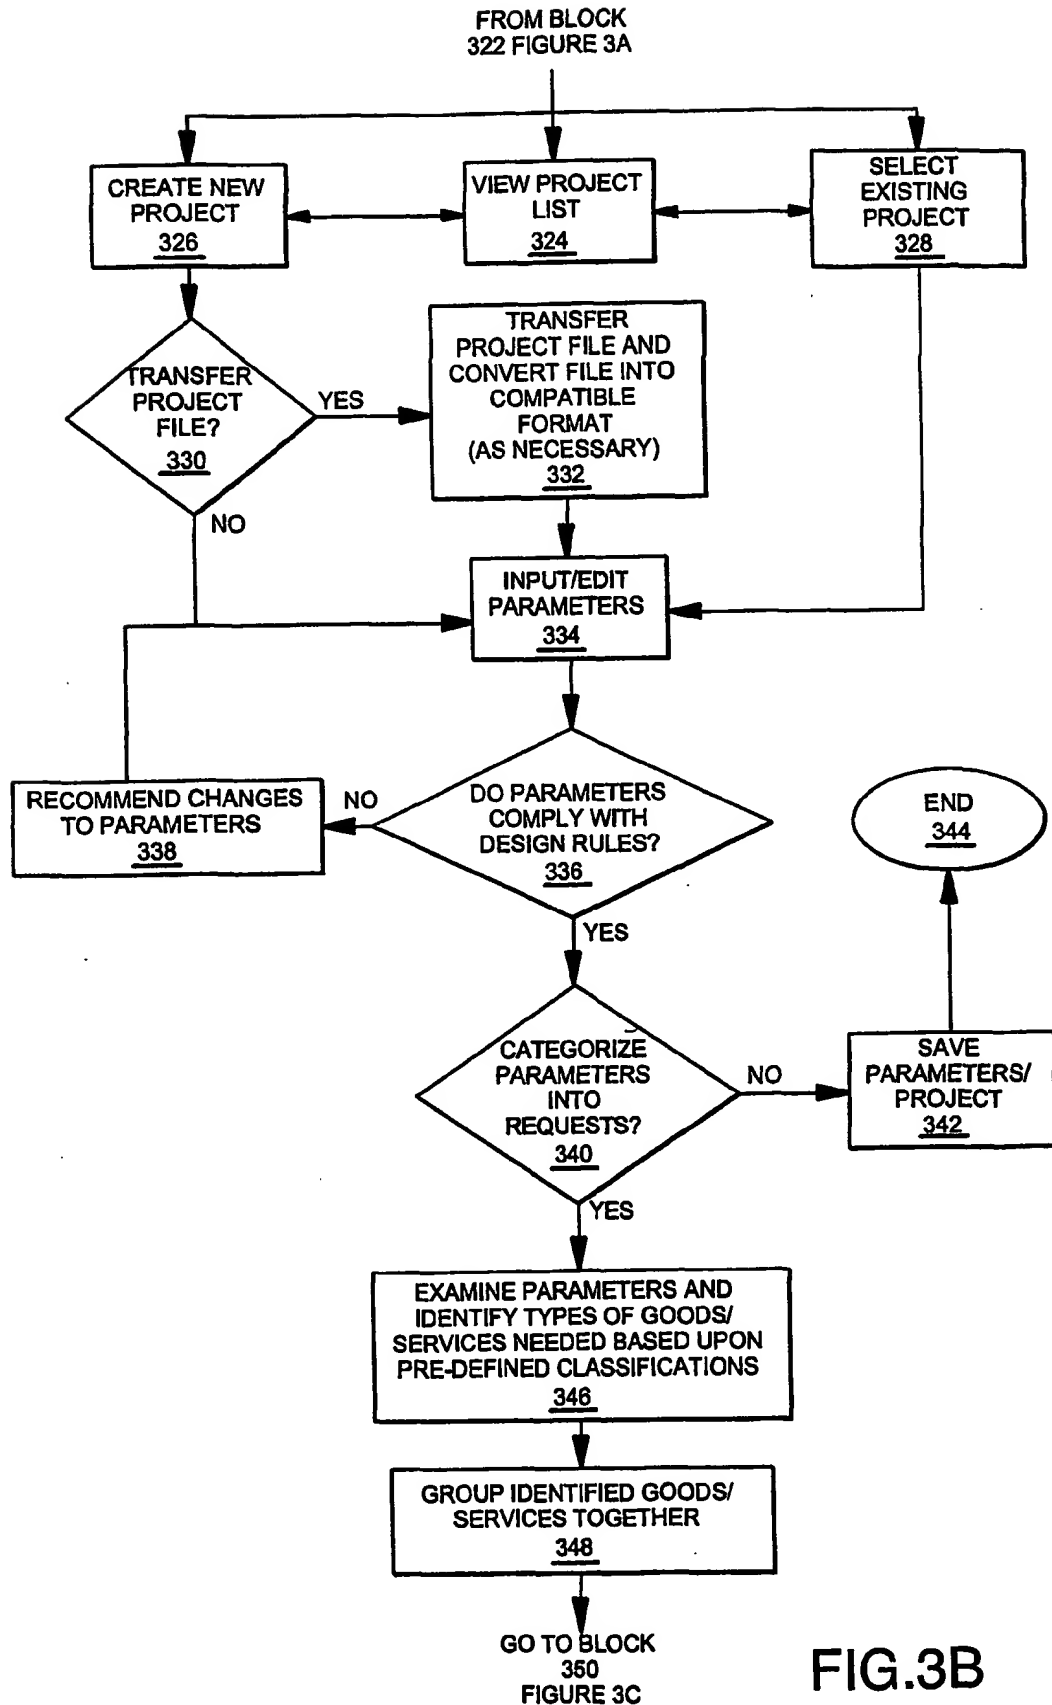 FROM BLOCK
322 FIGURE 3A
CREATE NEW
PROJECT
326
VIEW PROJECT
LIST
324
SELECT
EXISTING
PROJECT
328
TRANSFER
PROJECT
FILE?
330
YES
NO
TRANSFER
PROJECT FILE AND
CONVERT FILE INTO
COMPATIBLE
FORMAT
(AS NECESSARY)
332
INPUT/EDIT
PARAMETERS
334
DO PARAMETERS
COMPLY WITH
DESIGN RULES?
336
NO
YES
RECOMMEND CHANGES
TO PARAMETERS
338
END
344
CATEGORIZE
PARAMETERS
INTO
REQUESTS?
340
NO
YES
SAVE
PARAMETERS/
PROJECT
342
EXAMINE PARAMETERS AND
IDENTIFY TYPES OF GOODS/
SERVICES NEEDED BASED UPON
PRE-DEFINED CLASSIFICATIONS
346
GROUP IDENTIFIED GOODS/
SERVICES TOGETHER
348
GO TO BLOCK
350
FIGURE 3C
FIG.3B